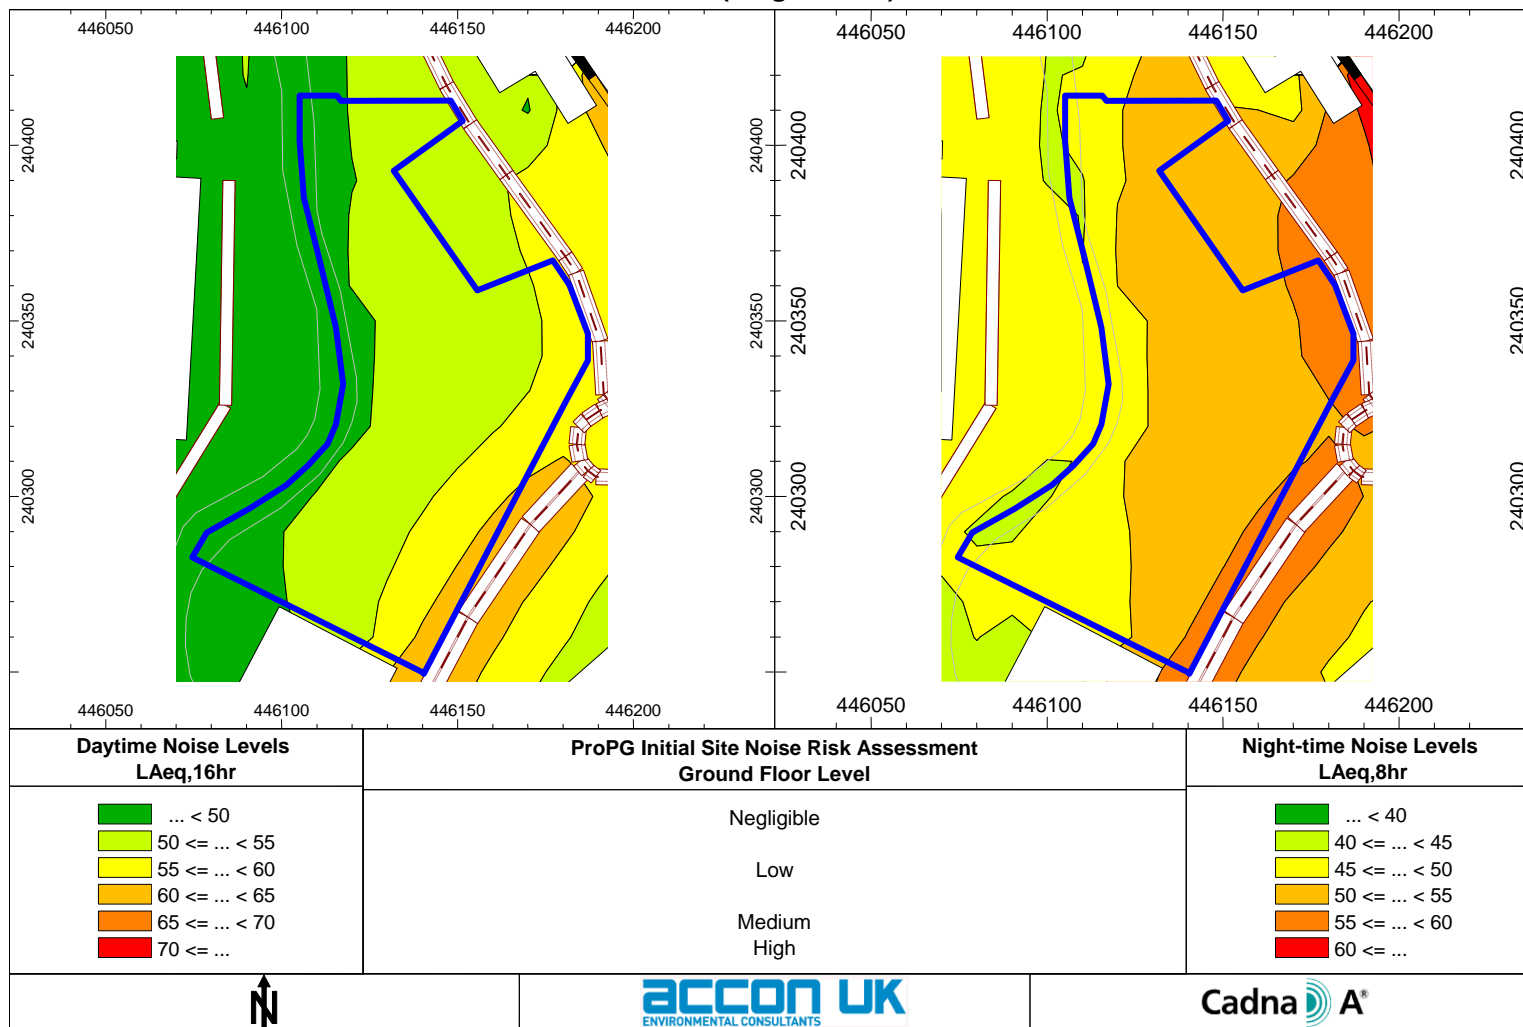 446050 446100 446150 446200 446050 446100 446150 446200
240400 240400 240400 240400
240350 240350 240350 240350
240300 240300 240300 240300
446050 446100 446150 446200 446050 446100 446150 446200
Daytime Noise Levels
LAeq,16hr
... < 50
50 <= ... < 55
55 <= ... < 60
60 <= ... < 65
65 <= ... < 70
70 <= ...
ProPG Initial Site Noise Risk Assessment
Ground Floor Level
Negligible
Low
Medium
High
Night-time Noise Levels
LAeq,8hr
... < 40
40 <= ... < 45
45 <= ... < 50
50 <= ... < 55
55 <= ... < 60
60 <= ...
N
accon UK
ENVIRONMENTAL CONSULTANTS
Cadna A®